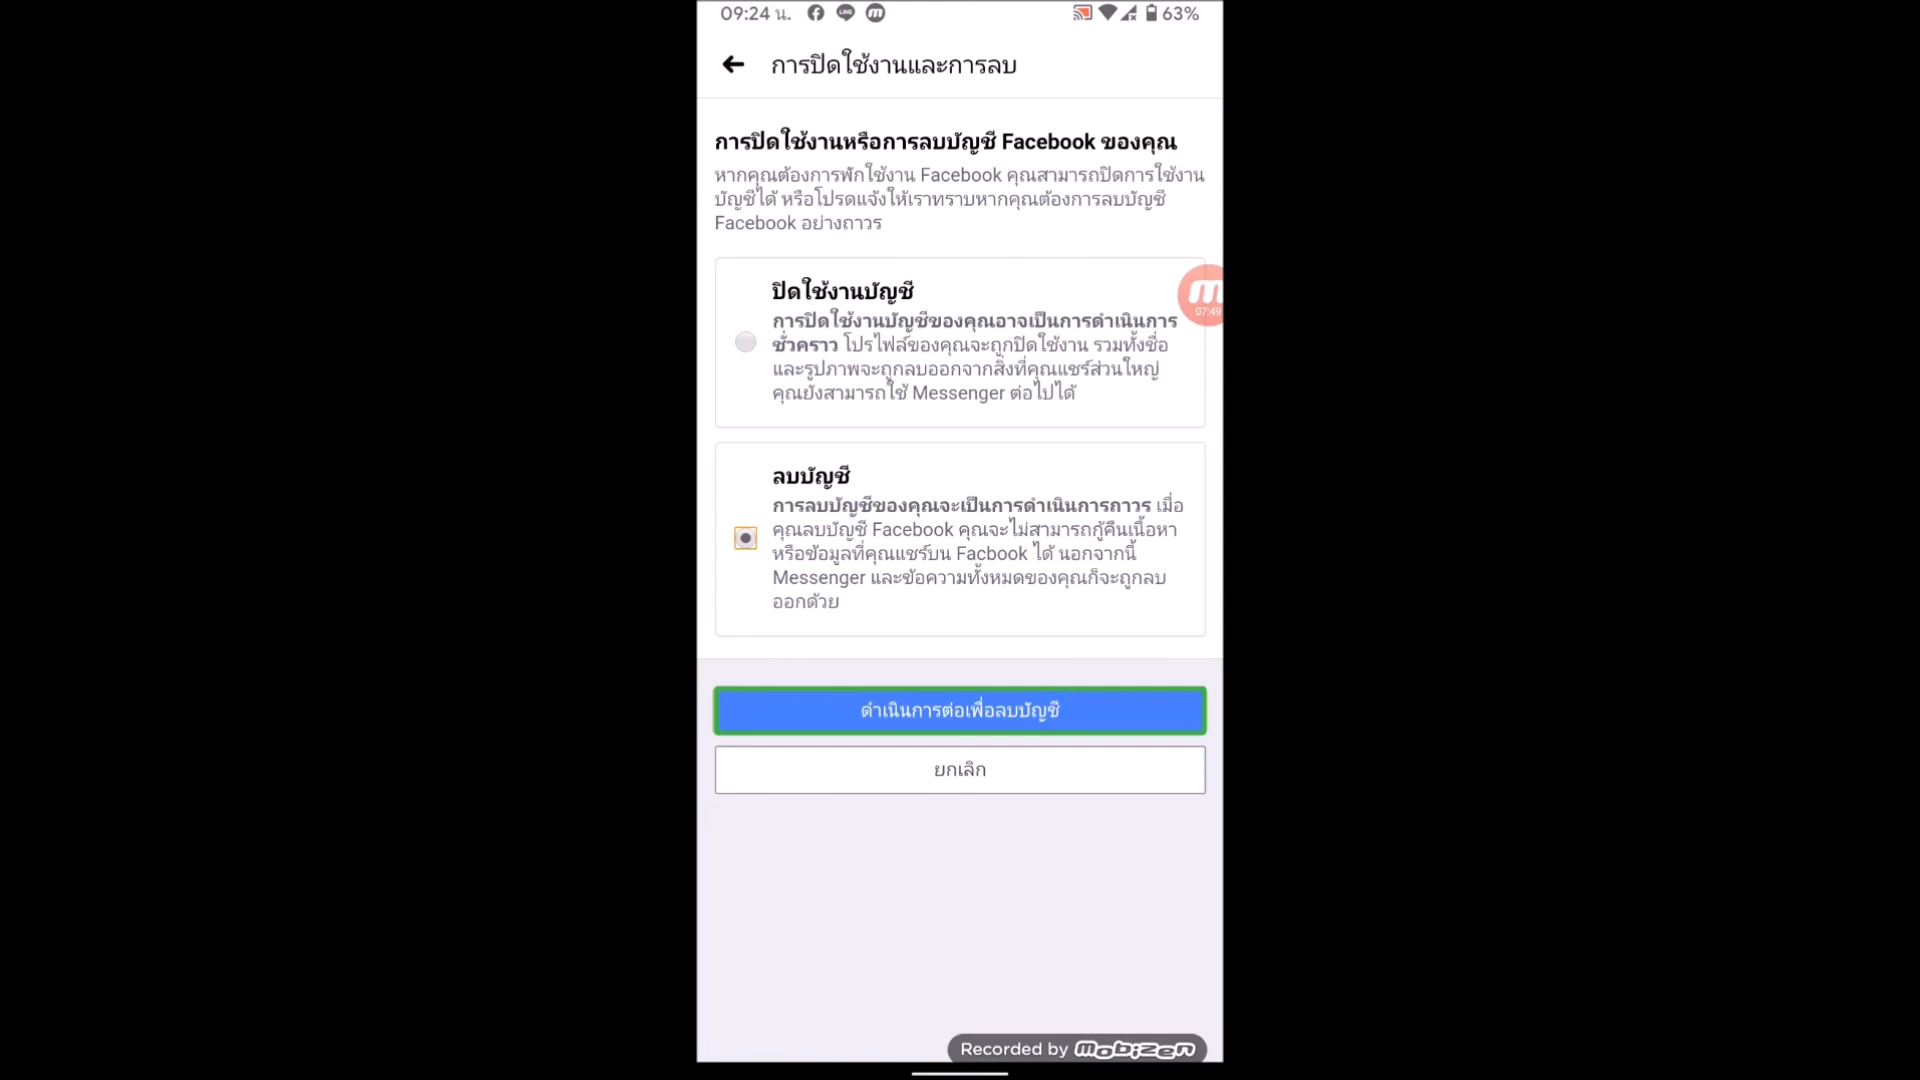 09:24 น. LINE m 63%
การปิดใช้งานและการลบ
การปิดใช้งานหรือการลบบัญชี Facebook ของคุณ
หากคุณต้องการพักใช้งาน Facebook คุณสามารถปิดการใช้งาน
บัญชีได้ หรือโปรดแจ้งให้เราทราบหากคุณต้องการลบบัญชี
Facebook อย่างถาวร
ปิดใช้งานบัญชี
การปิดใช้งานบัญชีของคุณอาจเป็นการดำเนินการ
ชั่วคราว โปรไฟล์ของคุณจะถูกปิดใช้งาน รวมทั้งชื่อ
และรูปภาพจะถูกลบออกจากสิ่งที่คุณแชร์ส่วนใหญ่
คุณยังสามารถใช้ Messenger ต่อไปได้
m
07:49
ลบบัญชี
การลบบัญชีของคุณจะเป็นการดำเนินการถาวร เมื่อ
คุณลบบัญชี Facebook คุณจะไม่สามารถกู้คืนเนื้อหา
หรือข้อมูลที่คุณแชร์บน Facbook ได้ นอกจากนี้
Messenger และข้อความทั้งหมดของคุณก็จะถูกลบ
ออกด้วย
ดำเนินการต่อเพื่อลบบัญชี
ยกเลิก
Recorded by mobizen